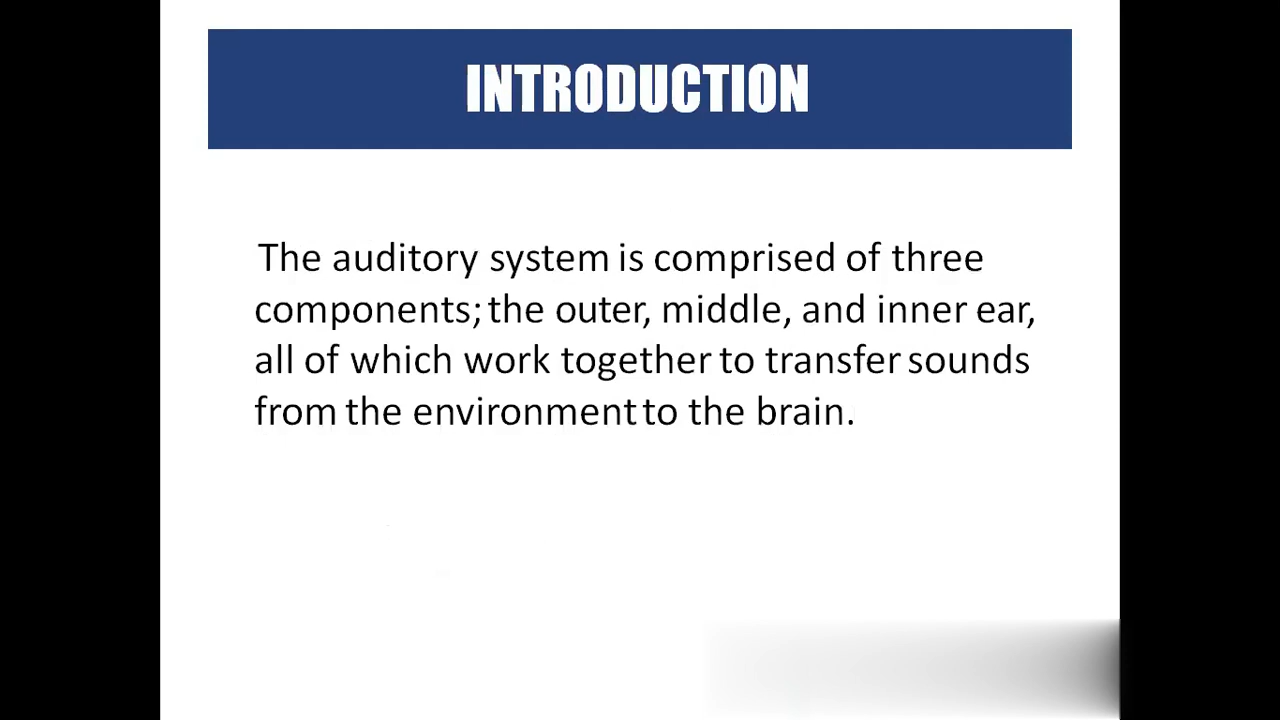 INTRODUCTION
The auditory system is comprised of three
components; the outer, middle, and inner ear,
all of which work together to transfer sounds
from the environment to the brain.